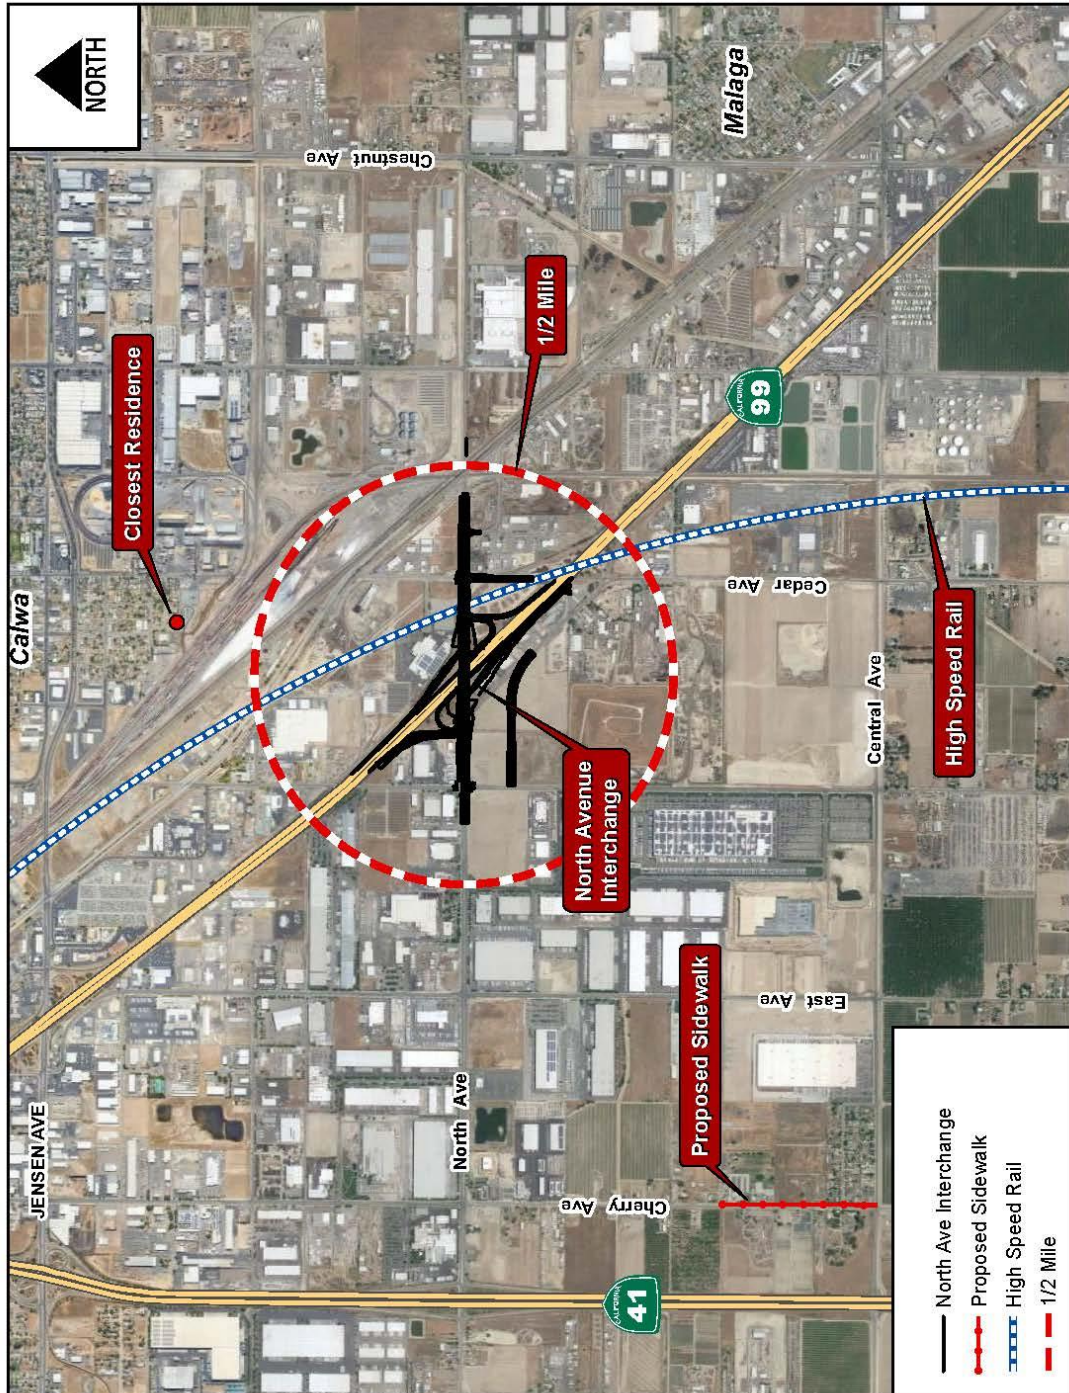 NORTH
Calwa
Malaga
Closest Residence
Chestnut Ave
1/2 Mile
JENSEN AVE
North Ave
CALIFORNIA
99
North Avenue
Interchange
Cedar
Ave
Central Ave
High Speed Rail
East Ave
Proposed Sidewalk
Cherry Ave
CALIFORNIA
41
North Ave Interchange
Proposed Sidewalk
High Speed Rail
1/2 Mile